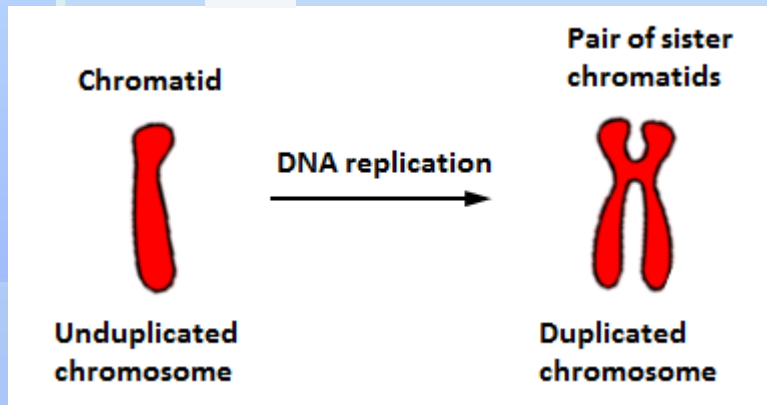 Chromatid
Pair of sister
chromatids
DNA replication
Unduplicated
chromosome
Duplicated
chromosome